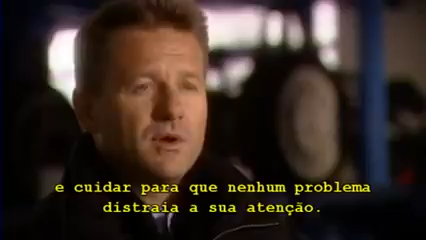 e cuidar para que nenhum problema
distraia a sua atenção.